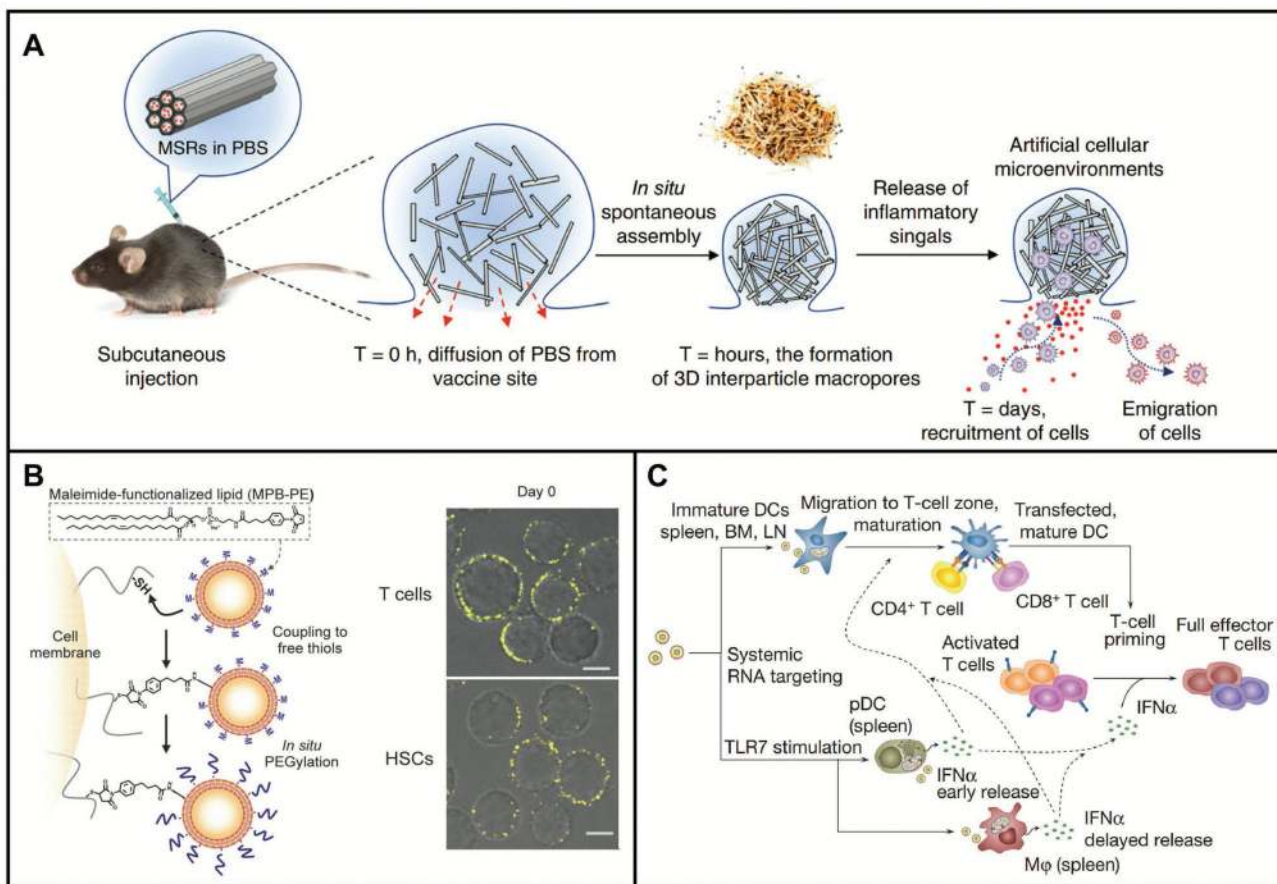 A
MSRs in PBS
Subcutaneous
injection
T = 0 h, diffusion of PBS from
vaccine site
In situ
spontaneous
assembly
T = hours, the formation
of 3D interparticle macropores
Release of
inflammatory
singals
Artificial cellular
microenvironments
T = days,
recruitment of cells
Emigration
of cells
B
Maleimide-functionalized lipid (MPB-PE)
-SH
Cell
membrane
Coupling to
free thiols
In situ
PEGylation
Day 0
T cells
HSCs
C
Immature DCs
spleen, BM, LN
Migration to T-cell zone,
maturation
Transfected,
mature DC
CD4+ T cell
CD8+ T cell
T-cell
priming
Full effector
T cells
Activated
T cells
Systemic
RNA targeting
IFNα
pDC
(spleen)
TLR7 stimulation
IFNα
early release
IFNα
delayed release
Mφ (spleen)